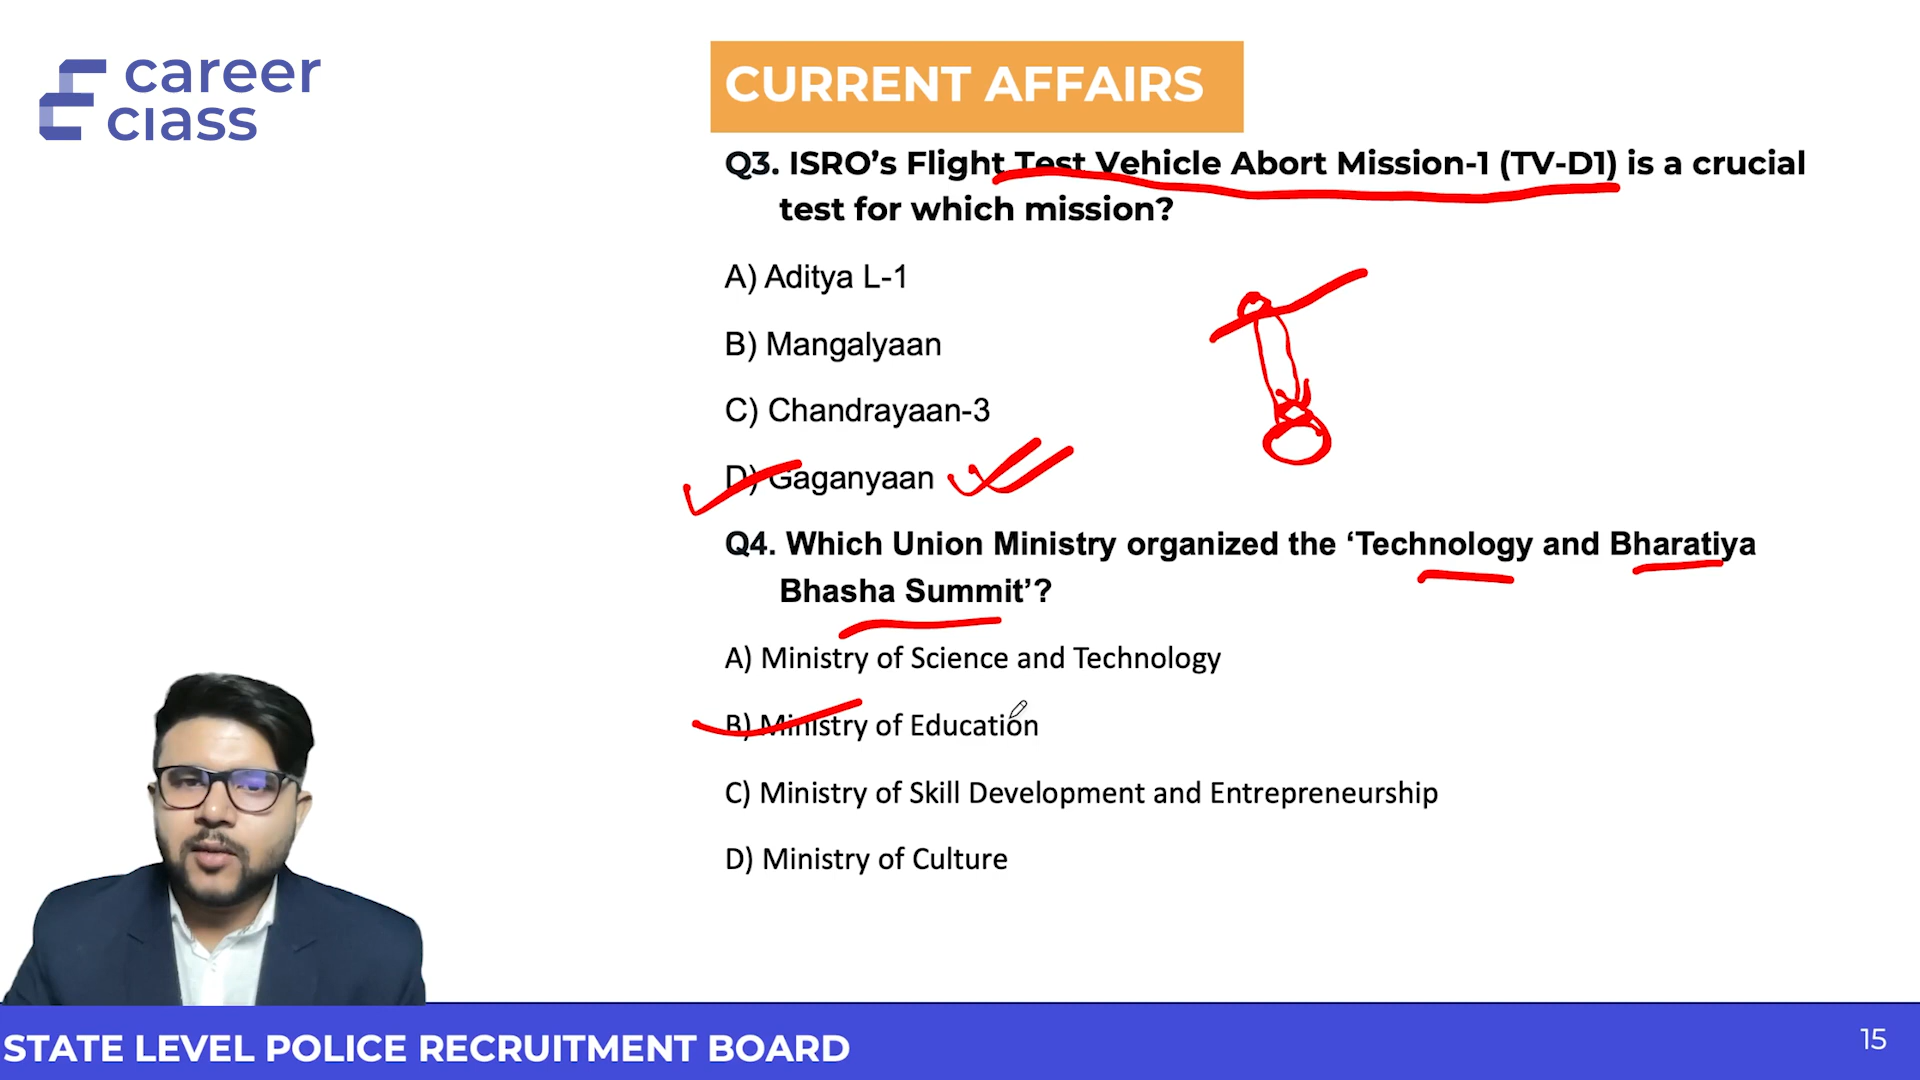 career
class
CURRENT AFFAIRS
Q3. ISRO’s Flight Test Vehicle Abort Mission-1 (TV-D1) is a crucial
test for which mission?
A) Aditya L-1
B) Mangalyaan
C) Chandrayaan-3
D) Gaganyaan
Q4. Which Union Ministry organized the ‘Technology and Bharatiya
Bhasha Summit’?
A) Ministry of Science and Technology
B) Ministry of Education
C) Ministry of Skill Development and Entrepreneurship
D) Ministry of Culture
STATE LEVEL POLICE RECRUITMENT BOARD
15